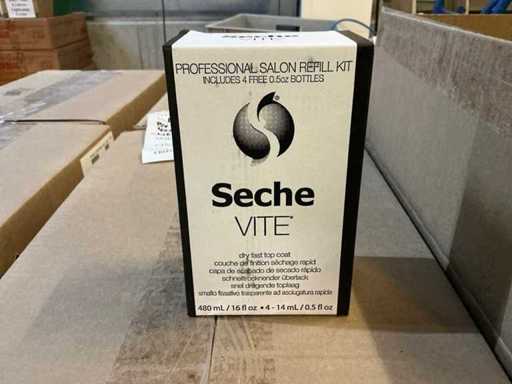 Seche
VITE
PROFESSIONAL SALON REFILL KIT
INCLUDES 4 FREE 0.5oz BOTTLES
Seche
VITE
dry fast top coat
couche de finition séchage rapid
capa de acabado de secado rápido
schnelltrocknender überlack
snel drogende toplaag
smalto fissativo trasparente ad asciugatura rapida
480 mL / 16 fl oz • 4 - 14 mL / 0.5 fl oz